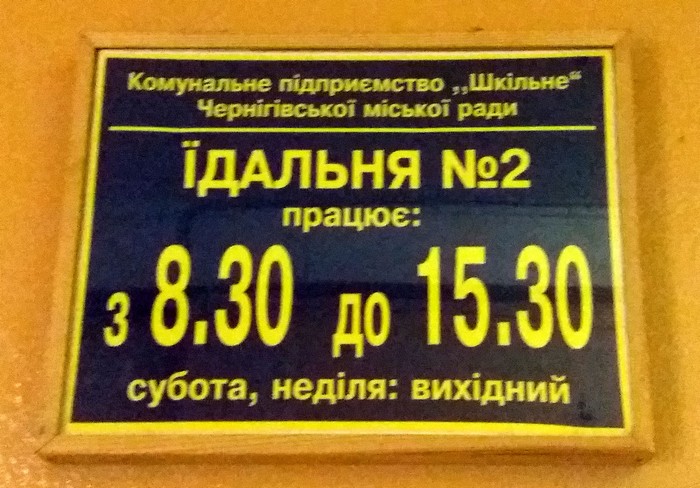 Комунальне підприємство ,,Шкільне“
Чернігівської міської ради
ЇДАЛЬНЯ №2
працює:
з 8.30 до 15.30
субота, неділя: вихідний